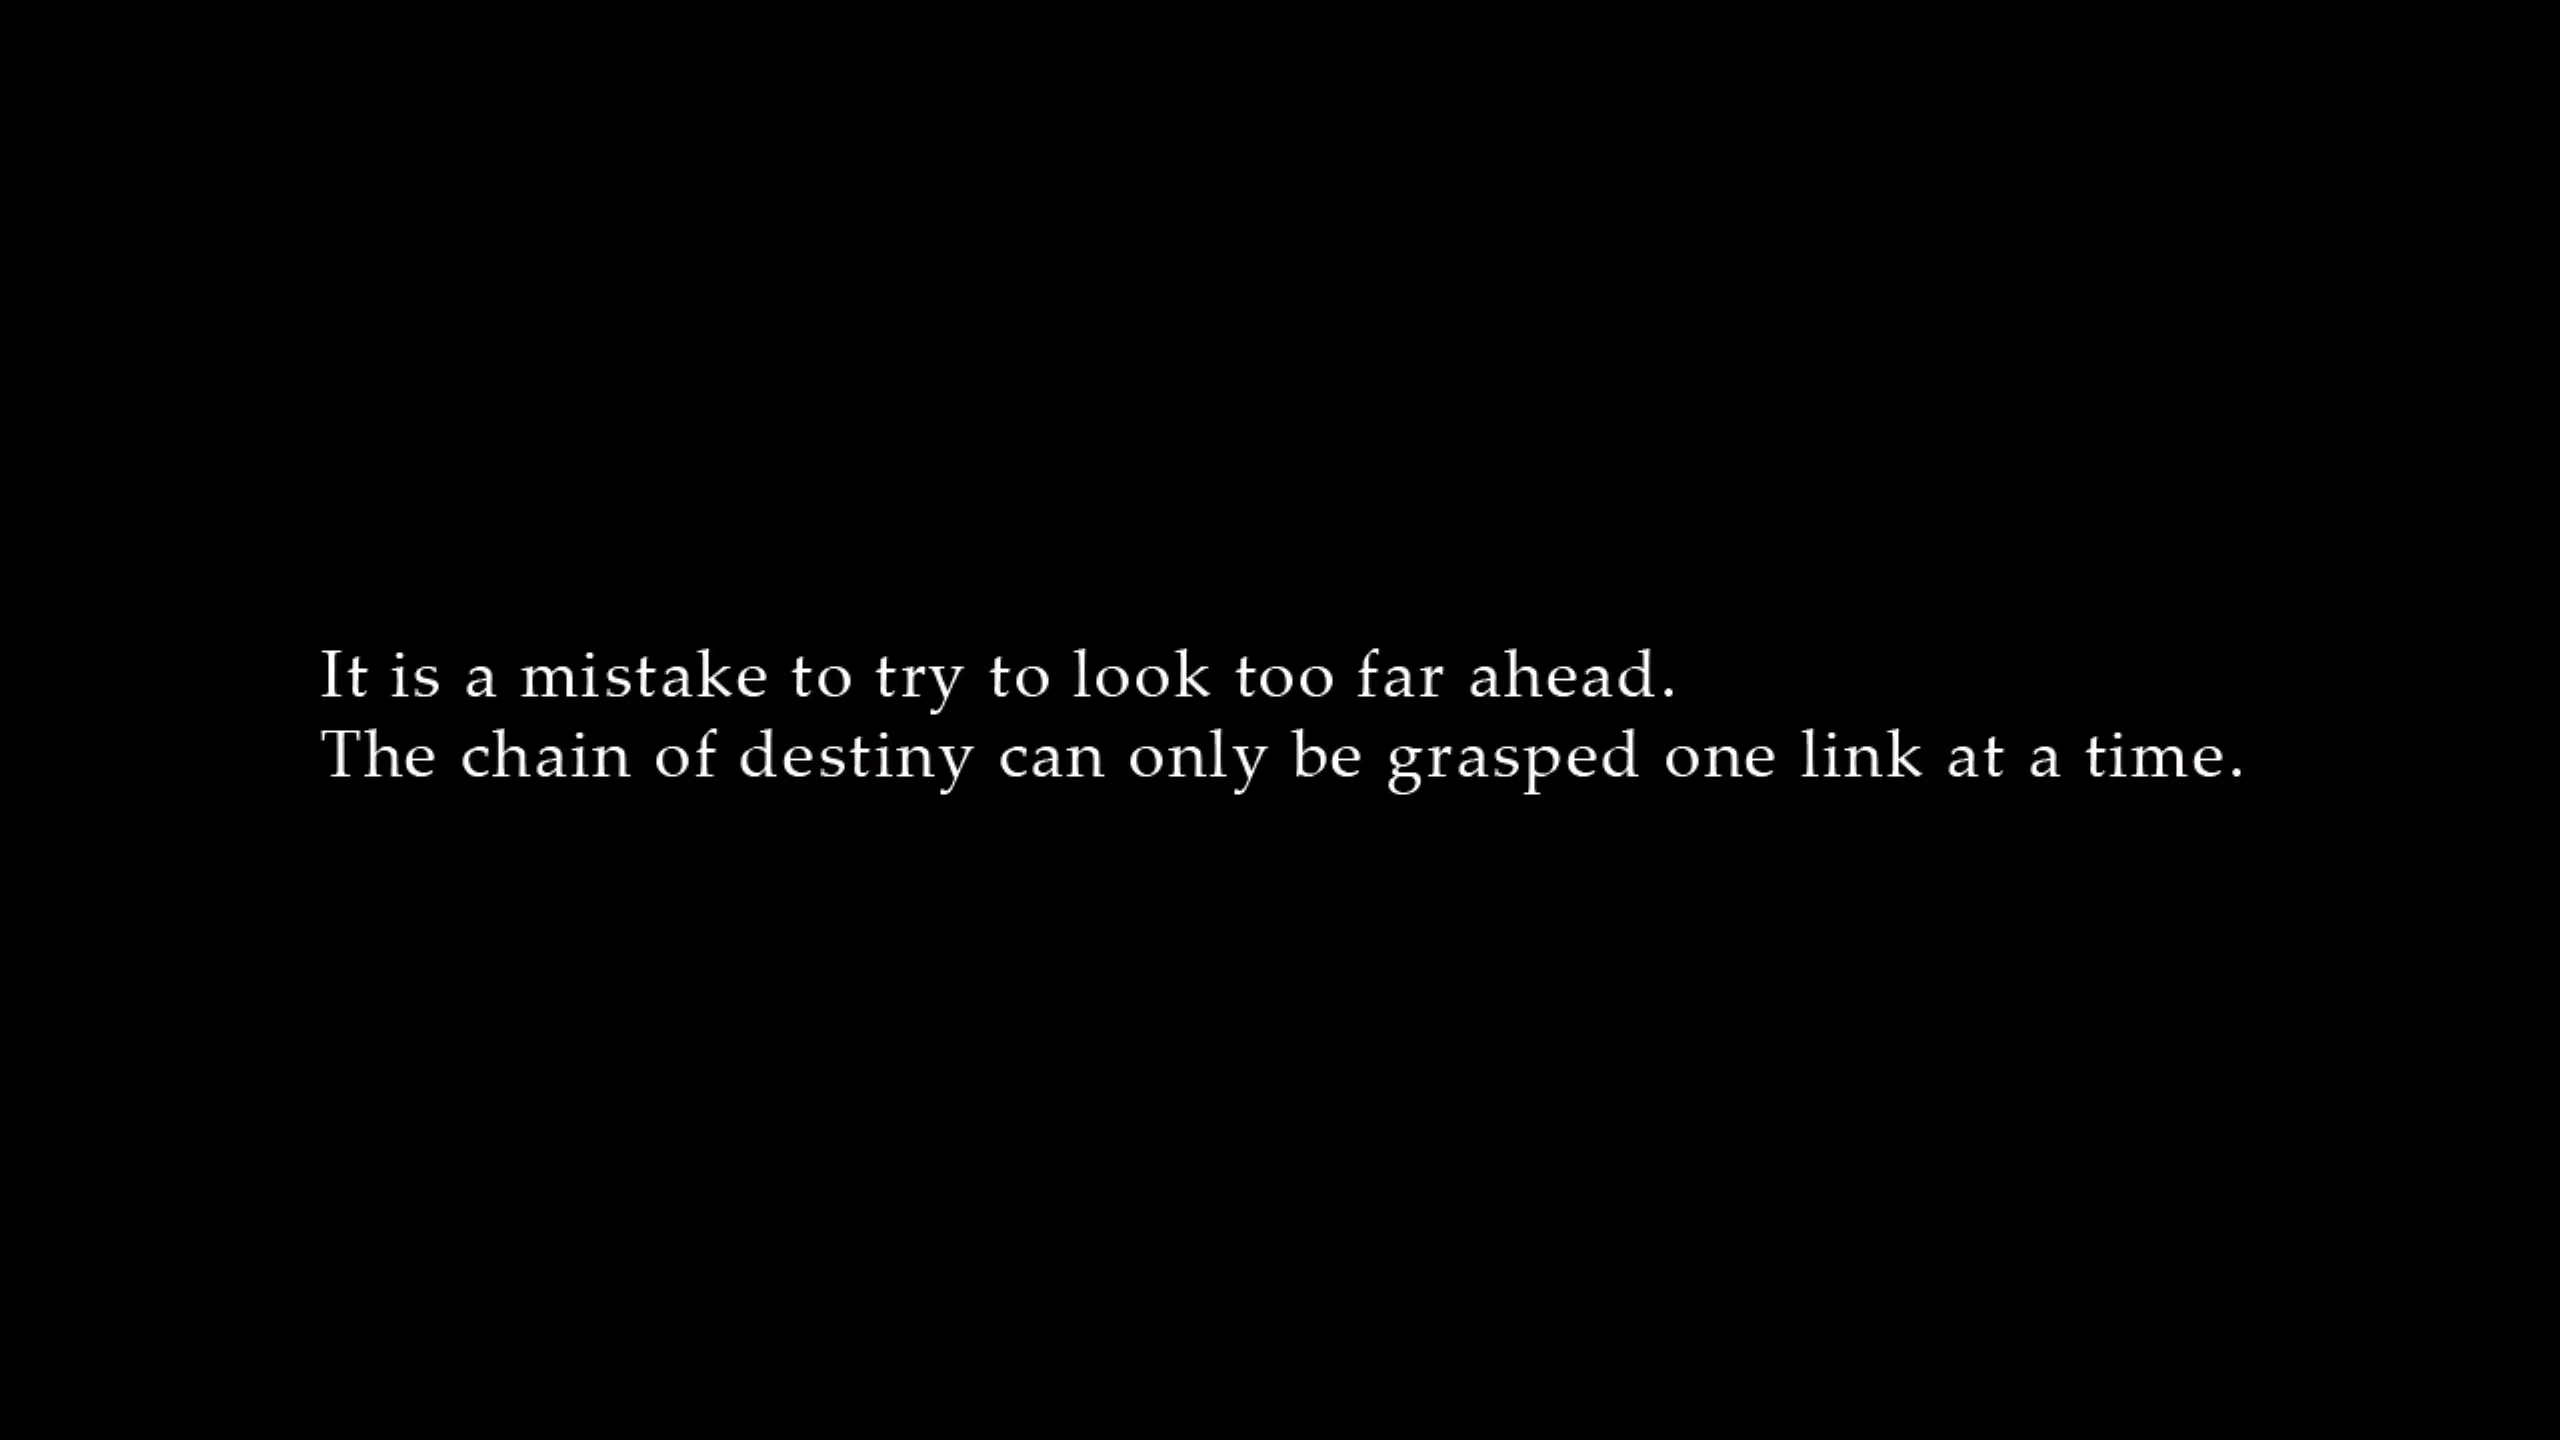 It is a mistake to try to look too far ahead.
The chain of destiny can only be grasped one link at a time.